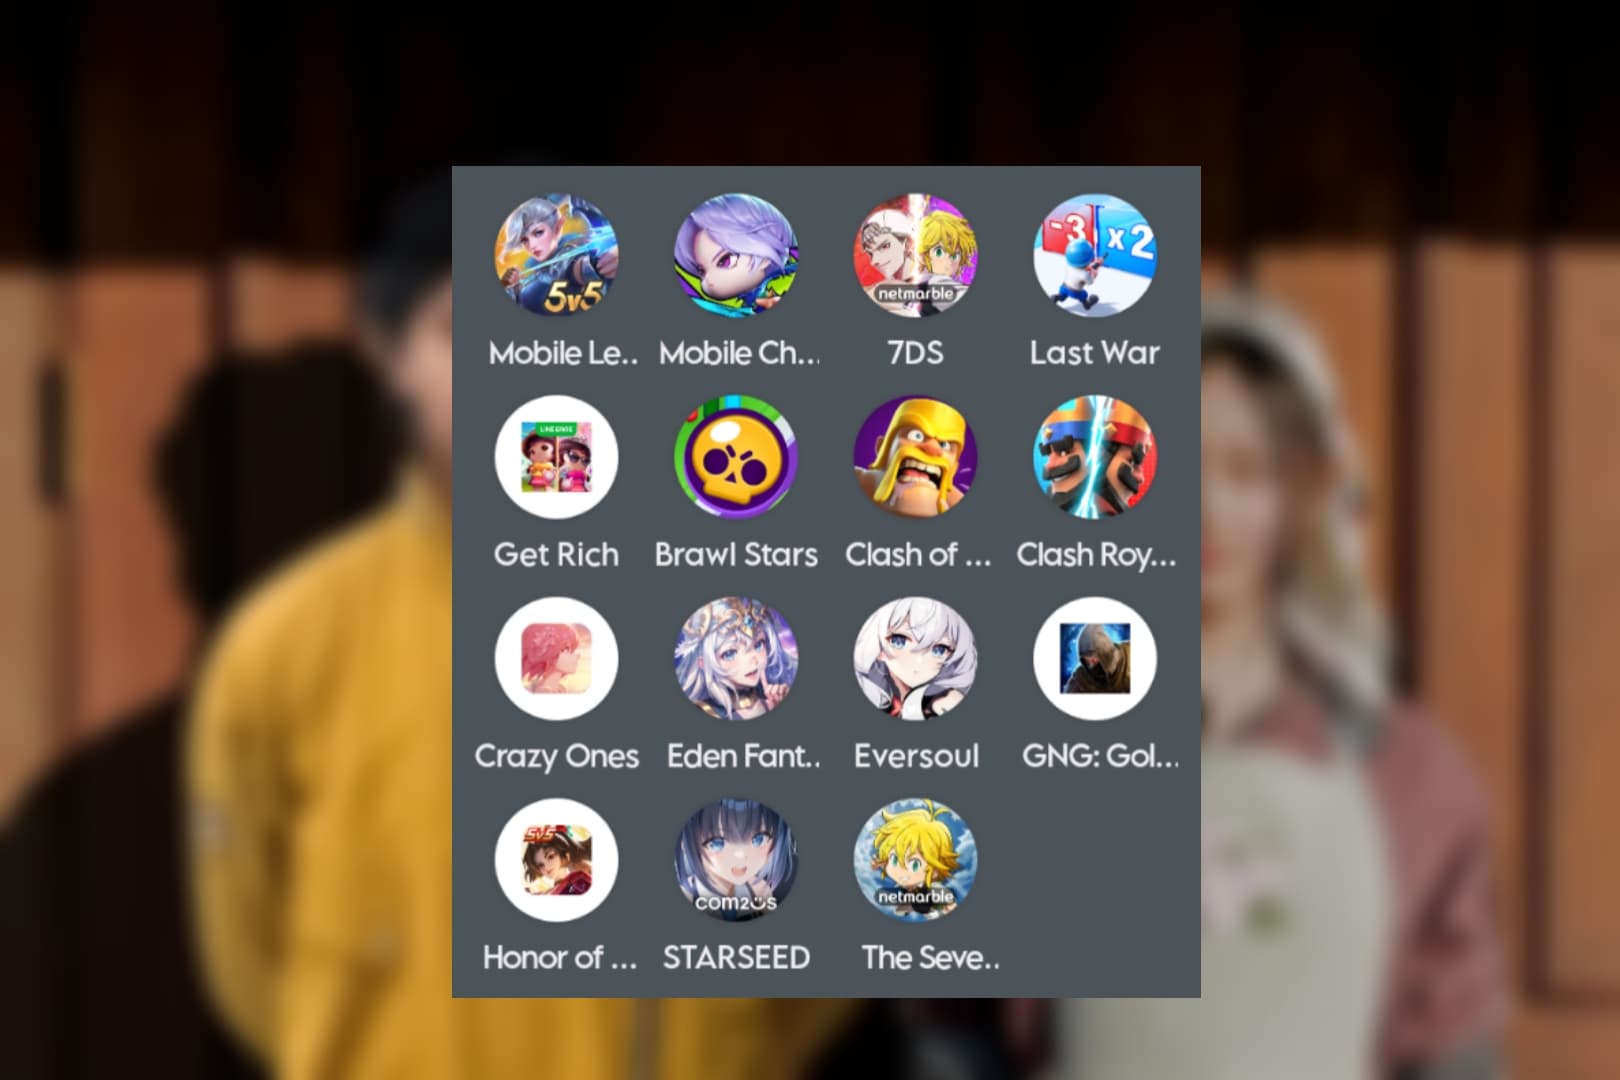 5v5
netmarble
-3
x2
Mobile Le..
Mobile Ch...
7DS
Last War
LINE GAME
Get Rich
Brawl Stars
Clash of ...
Clash Roy...
Crazy Ones
Eden Fant..
Eversoul
GNG: Gol...
5v5
com2us
netmarble
Honor of ...
STARSEED
The Seve..